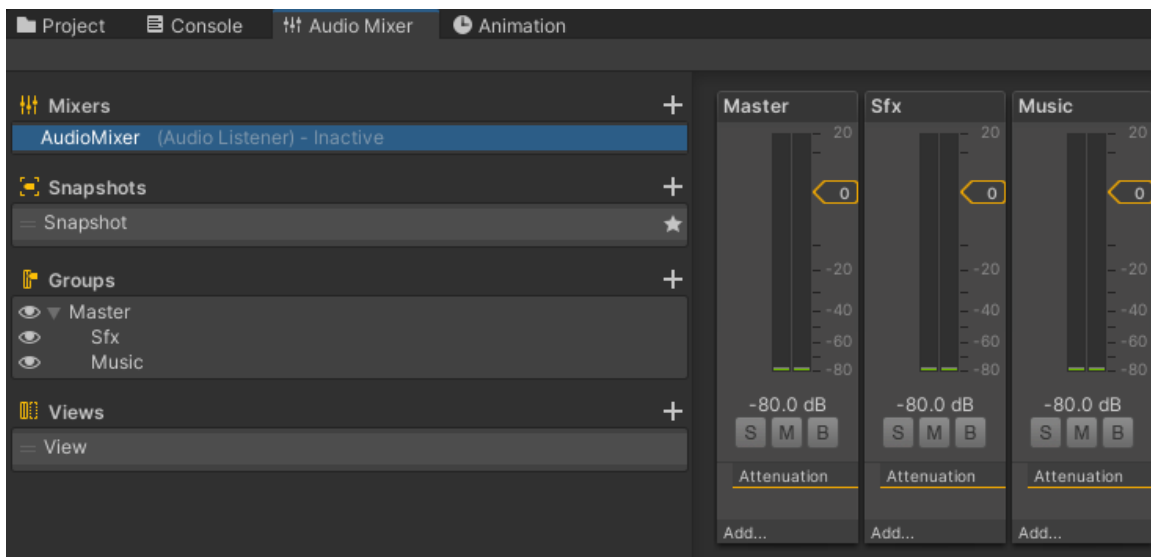 Project Console Audio Mixer Animation
Mixers
AudioMixer (Audio Listener) - Inactive
Snapshots
Snapshot
Groups
Master
Sfx
Music
Views
View
Master
20
0
-20
-40
-60
-80
-80.0 dB
S M B
Attenuation
Add...
Sfx
20
0
-20
-40
-60
-80
-80.0 dB
S M B
Attenuation
Add...
Music
20
0
-20
-40
-60
-80
-80.0 dB
S M B
Attenuation
Add...